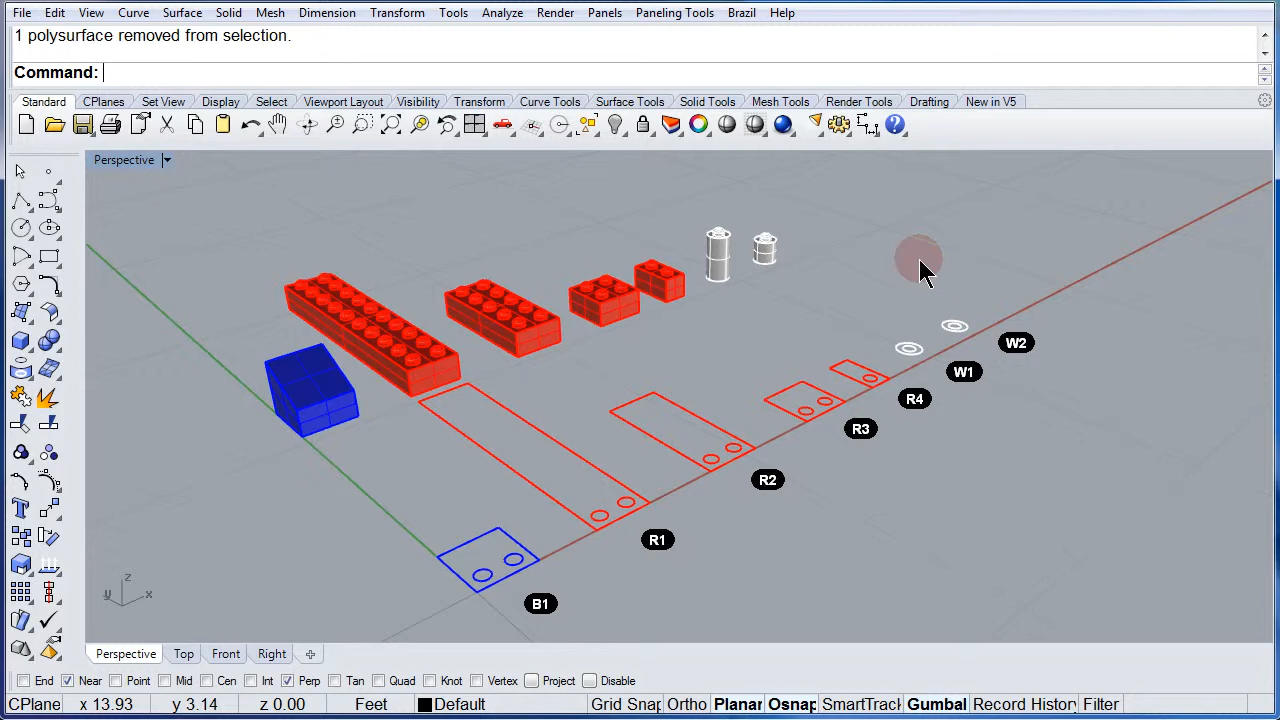 File Edit View Curve Surface Solid Mesh Dimension Transform Tools Analyze Render Panels Paneling Tools Brazil Help
1 polysurface removed from selection.
Command:
Standard CPlanes Set View Display Select Viewport Layout Visibility Transform Curve Tools Surface Tools Solid Tools Mesh Tools Render Tools Drafting New in V5
Perspective
W2
W1
R4
R3
R2
R1
B1
z
y x
Perspective Top Front Right
End Near Point Mid Cen Int Perp Tan Quad Knot Vertex Project Disable
CPlane x 13.93 y 3.14 z 0.00 Feet Default Grid Snap Ortho Planar Osnap SmartTrack Gumbal Record History Filter